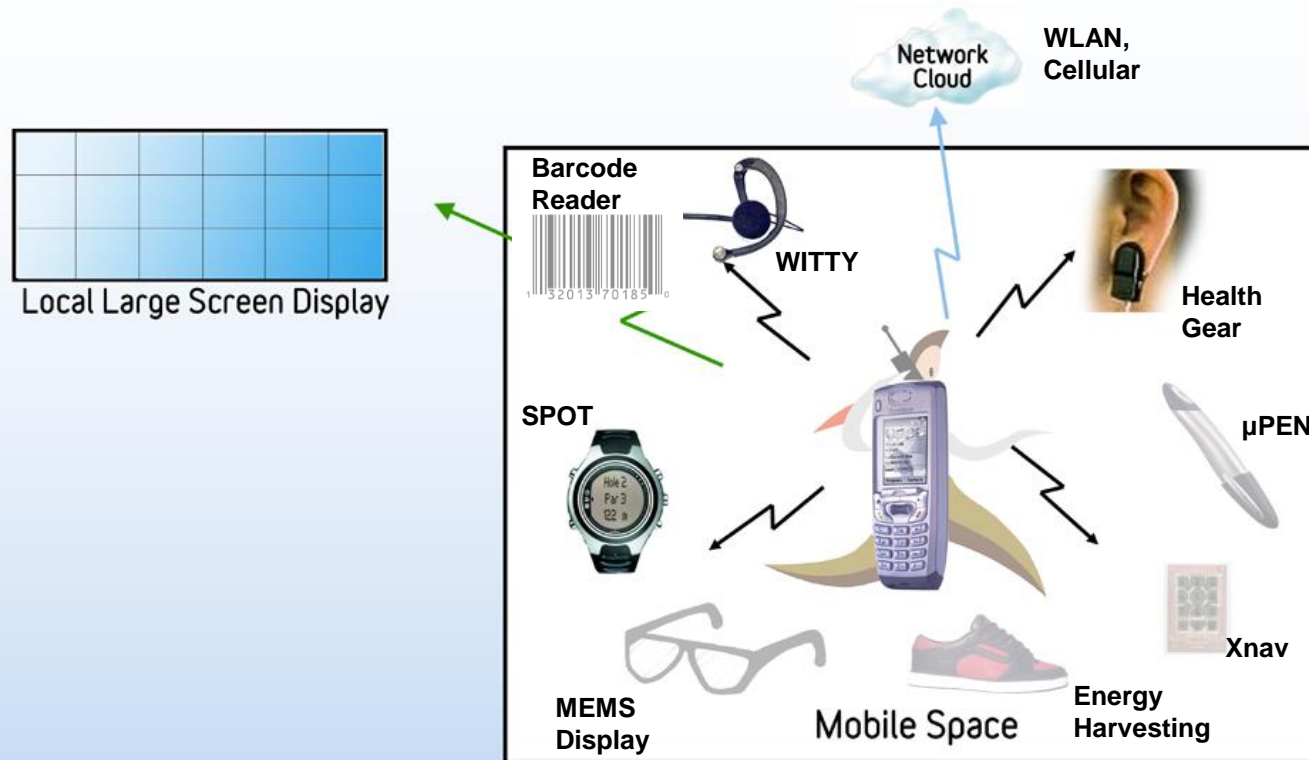 Network
Cloud
WLAN,
Cellular
Local Large Screen Display
Barcode
Reader
1 32013 70185 0
WITTY
Health
Gear
SPOT
Hole 2
Par 3
122 m
µPEN
Xnav
MEMS
Display
Mobile Space
Energy
Harvesting